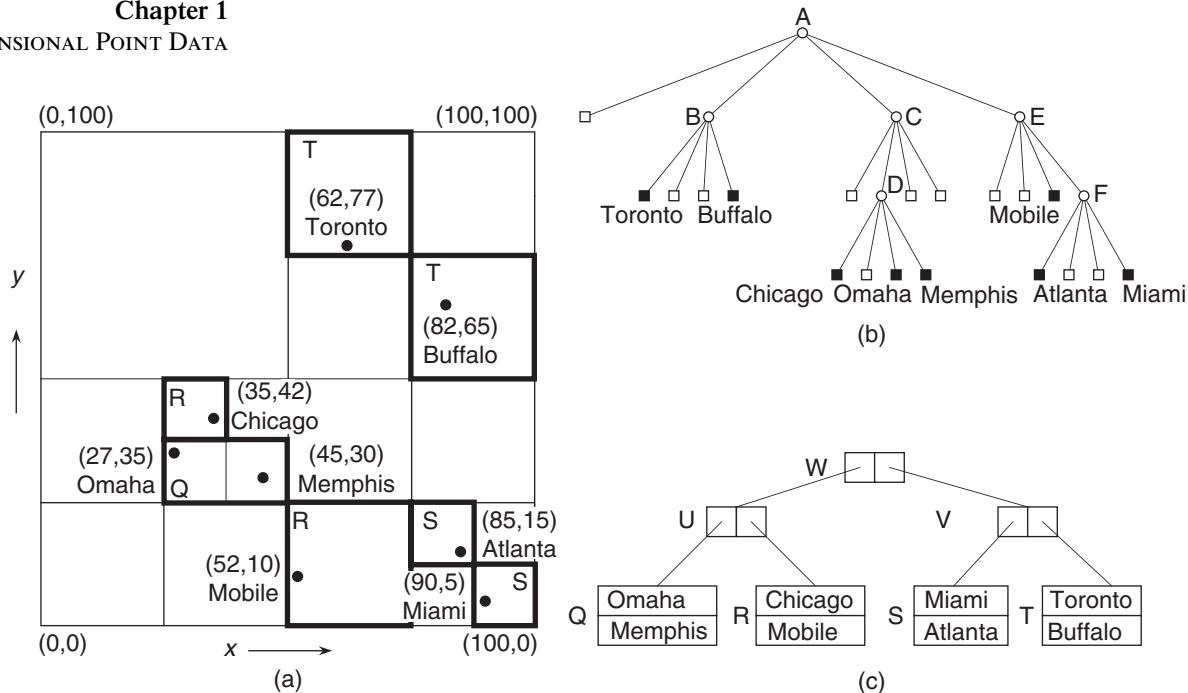 Chapter 1
NSIONAL POINT DATA
(0,100)
(100,100)
T
(62,77)
Toronto
T
(82,65)
Buffalo
y
R
(35,42)
Chicago
(27,35)
Omaha
Q
(45,30)
Memphis
R
S
(85,15)
Atlanta
(52,10)
Mobile
(90,5)
Miami
S
(0,0)
x
(100,0)
(a)
A
B
C
E
D
F
Toronto Buffalo
Mobile
Chicago Omaha Memphis Atlanta Miami
(b)
W
U
V
Q
Omaha
Memphis
R
Chicago
Mobile
S
Miami
Atlanta
T
Toronto
Buffalo
(c)